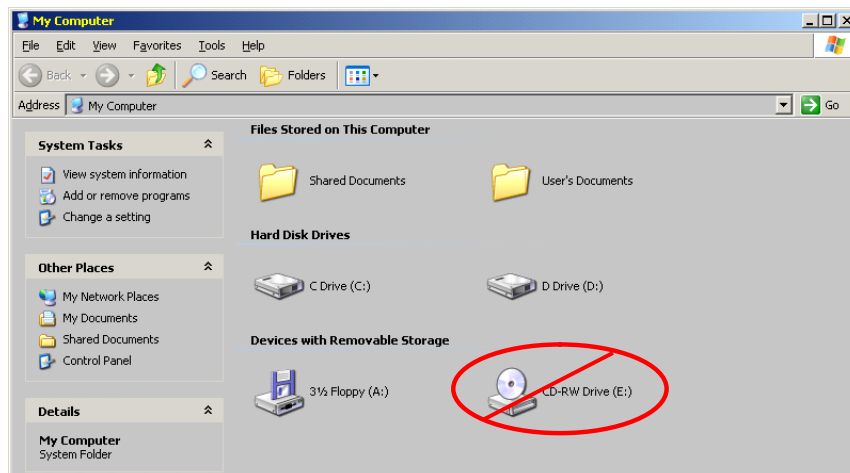 My Computer
File Edit View Favorites Tools Help
Back Search Folders
Address My Computer Go
System Tasks
View system information
Add or remove programs
Change a setting
Other Places
My Network Places
My Documents
Shared Documents
Control Panel
Details
My Computer
System Folder
Files Stored on This Computer
Shared Documents User's Documents
Hard Disk Drives
C Drive (C:) D Drive (D:)
Devices with Removable Storage
3½ Floppy (A:) CD-RW Drive (E:)